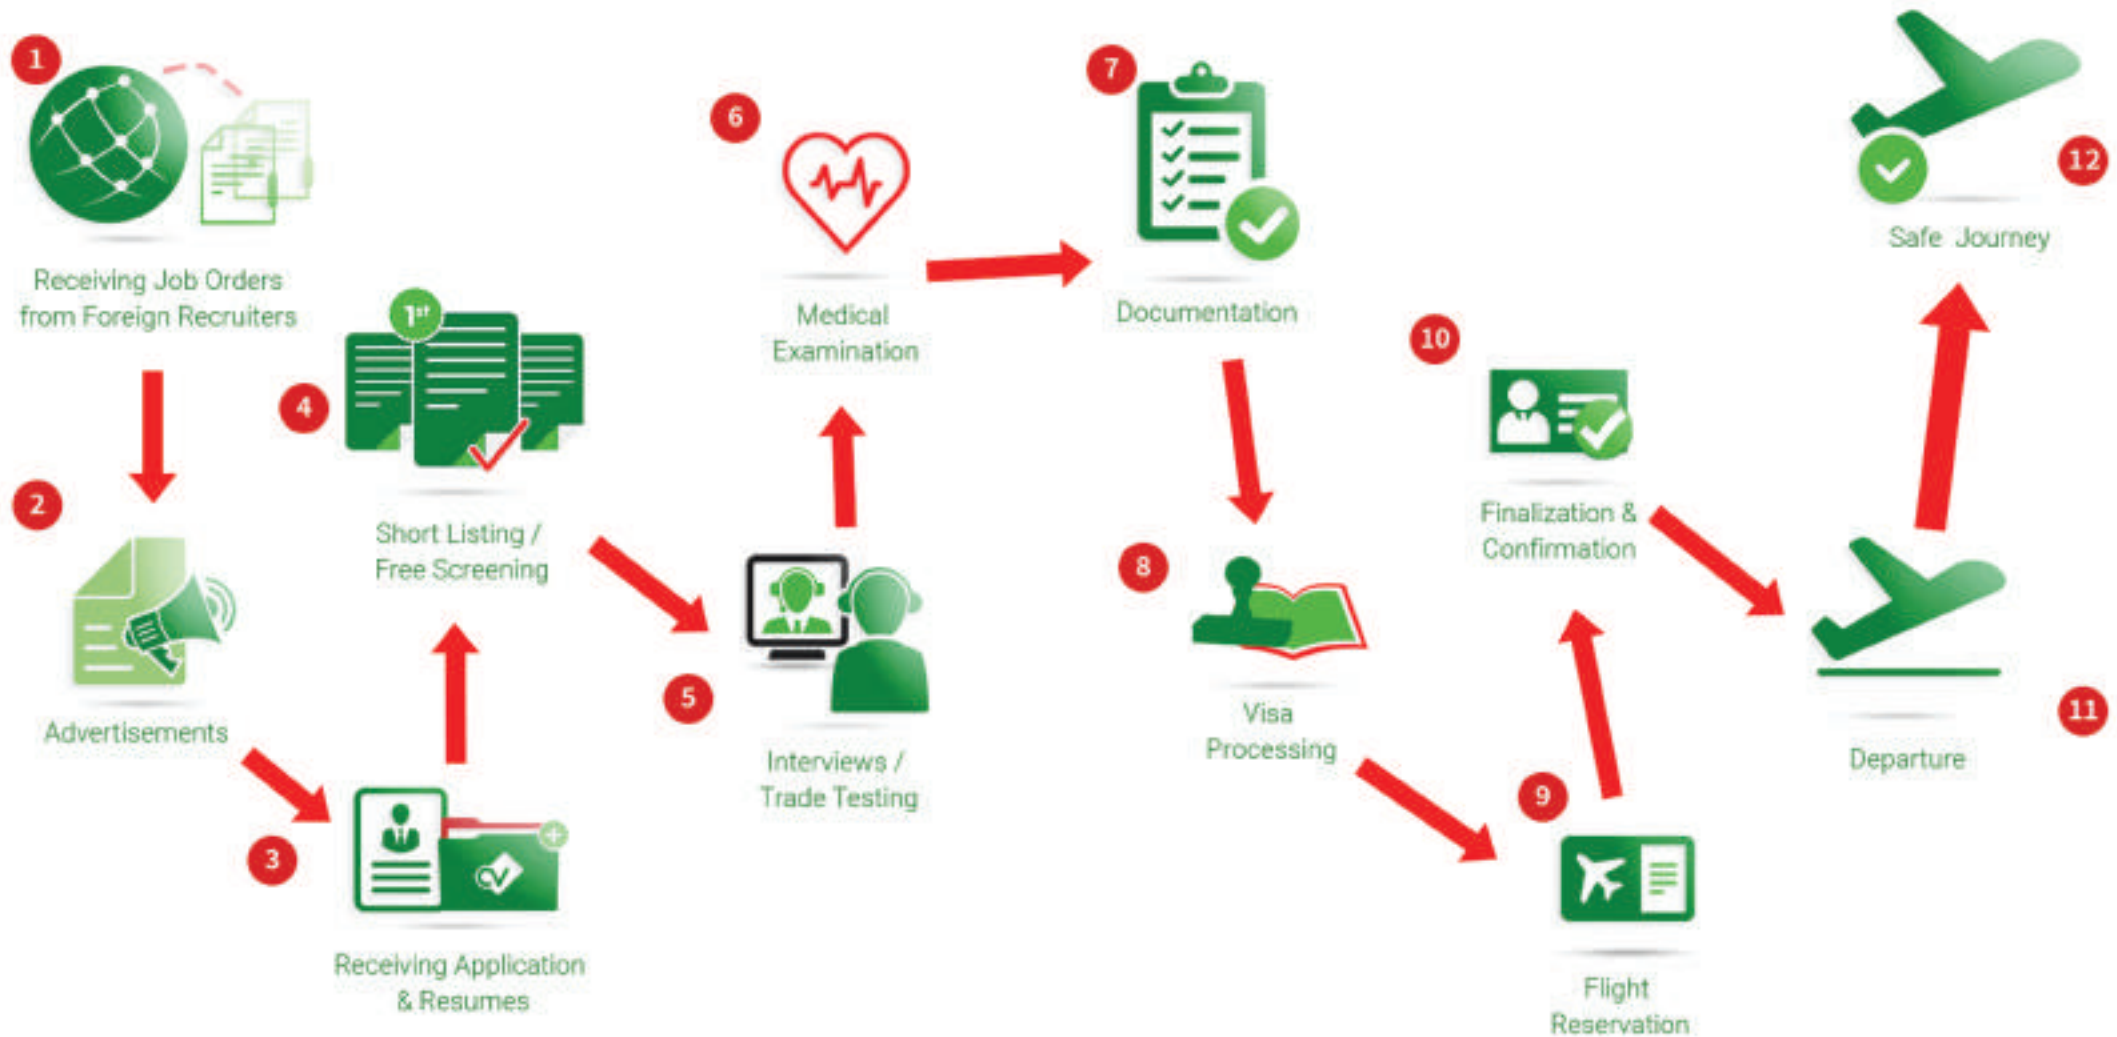 1
Receiving Job Orders
from Foreign Recruiters
2
Advertisements
3
Receiving Application
& Resumes
4
1st
Short Listing /
Free Screening
5
Interviews /
Trade Testing
6
Medical
Examination
7
Documentation
8
Visa
Processing
9
Flight
Reservation
10
Finalization &
Confirmation
11
Departure
12
Safe Journey